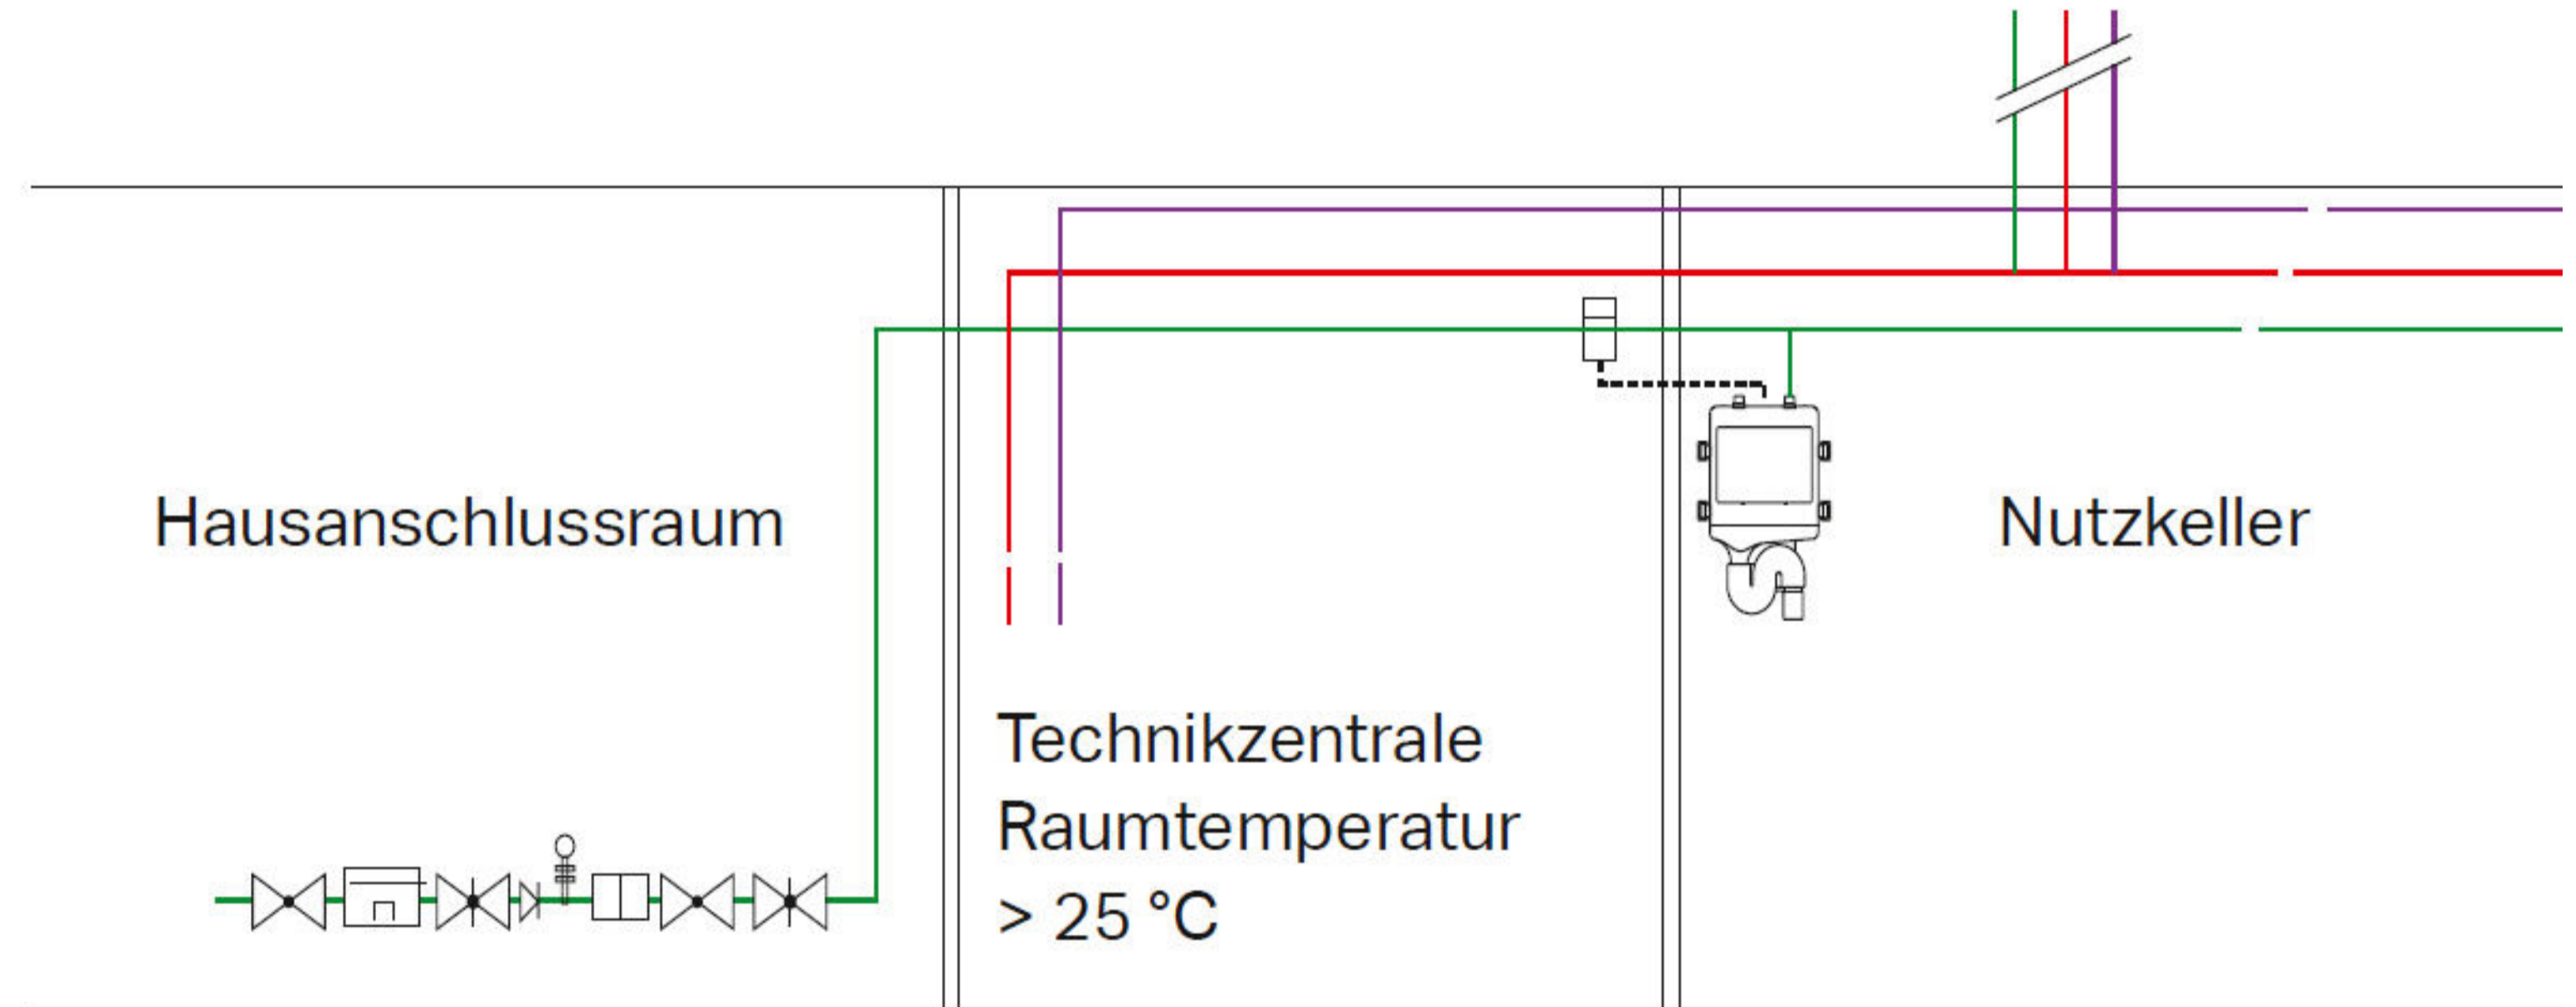 Hausanschlussraum
Technikzentrale
Raumtemperatur
> 25 °C
Nutzkeller